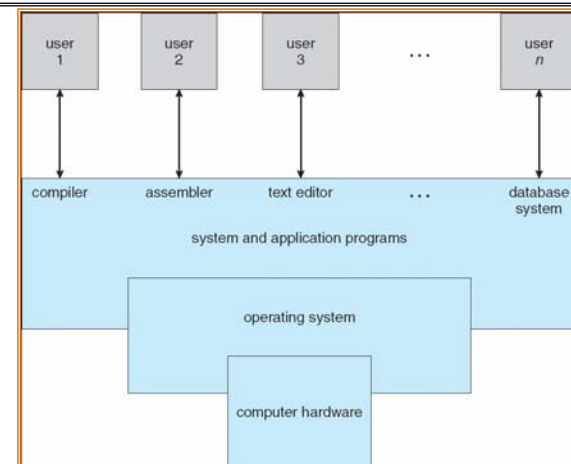 user
1
user
2
user
3
...
user
n
compiler
assembler
text editor
...
database
system
system and application programs
operating system
computer hardware